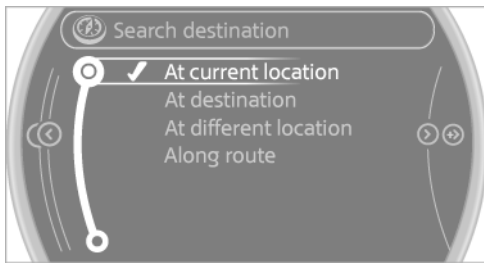 Search destination
At current location
At destination
At different location
Along route